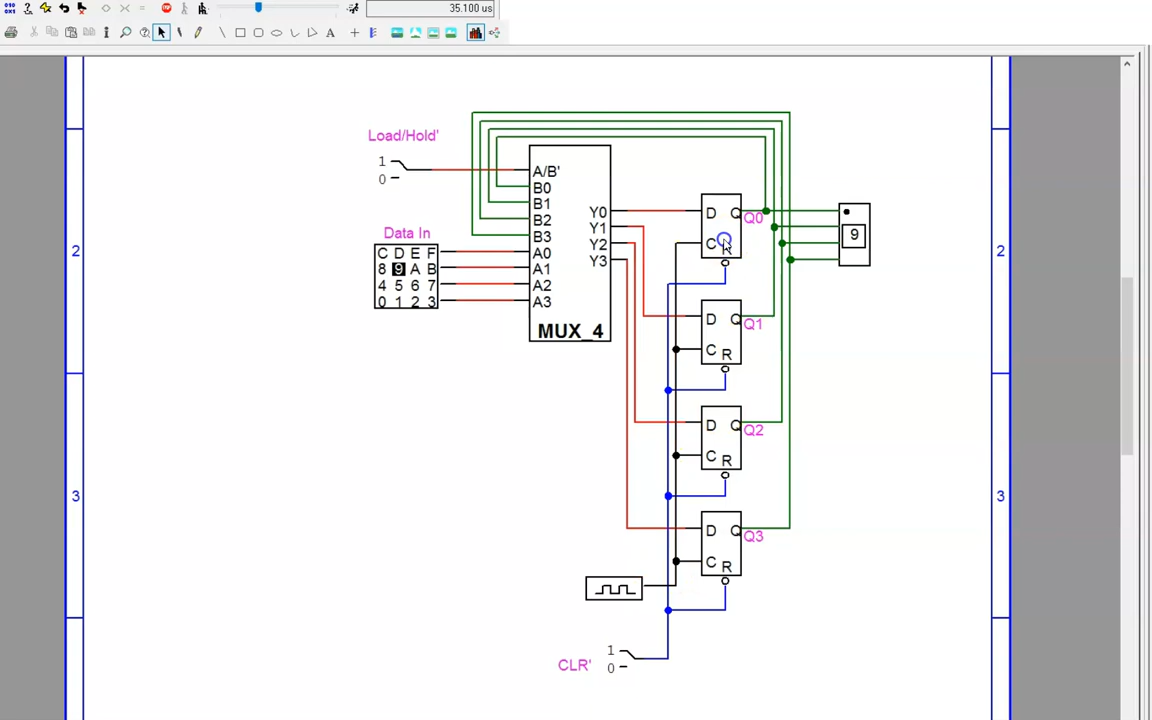 35.100 us
A
Load/Hold'
1
0
A/B'
B0
B1
B2
B3
A0
A1
A2
A3
Y0
Y1
Y2
Y3
MUX_4
Data In
C D E F
8 9 A B
4 5 6 7
0 1 2 3
D Q
C R
Q0
9
D Q
C R
Q1
D Q
C R
Q2
D Q
C R
Q3
CLR'
1
0
2
2
3
3